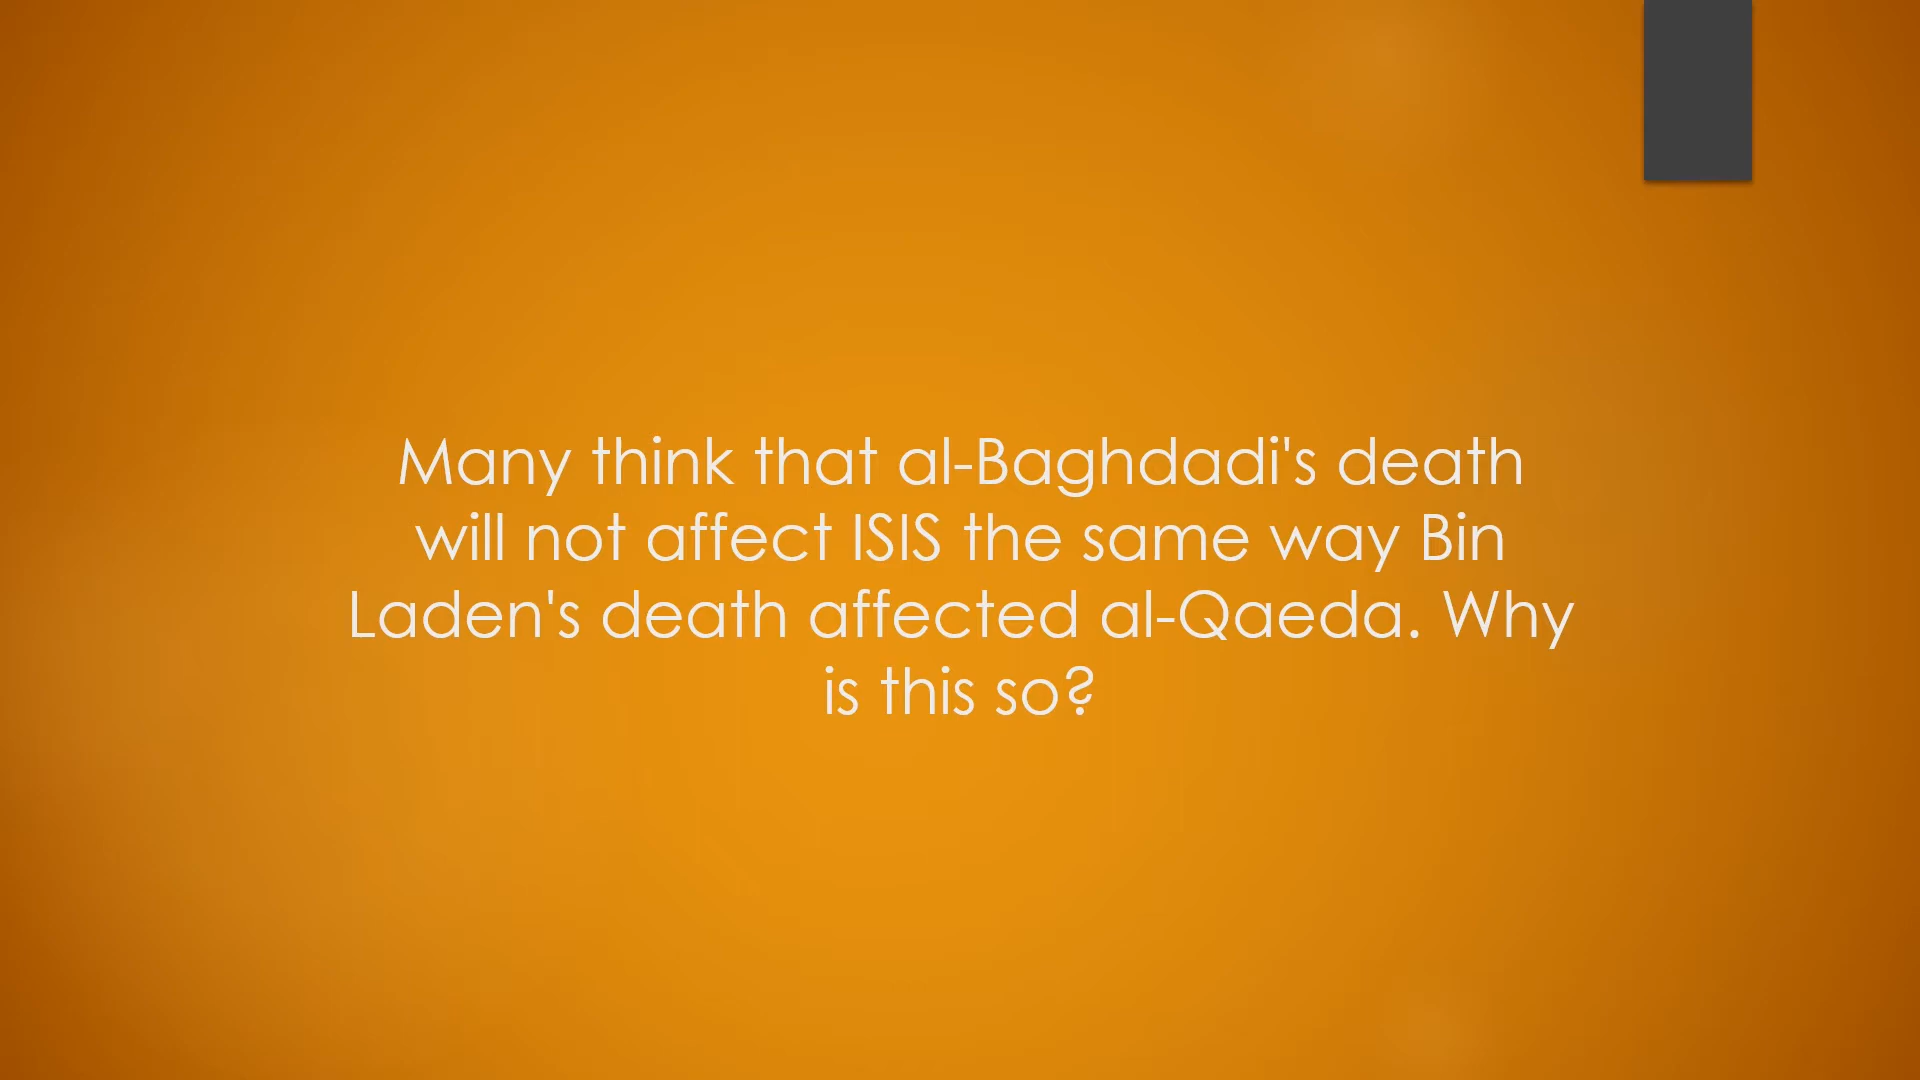 Many think that al-Baghdadi's death
will not affect ISIS the same way Bin
Laden's death affected al-Qaeda. Why
is this so?